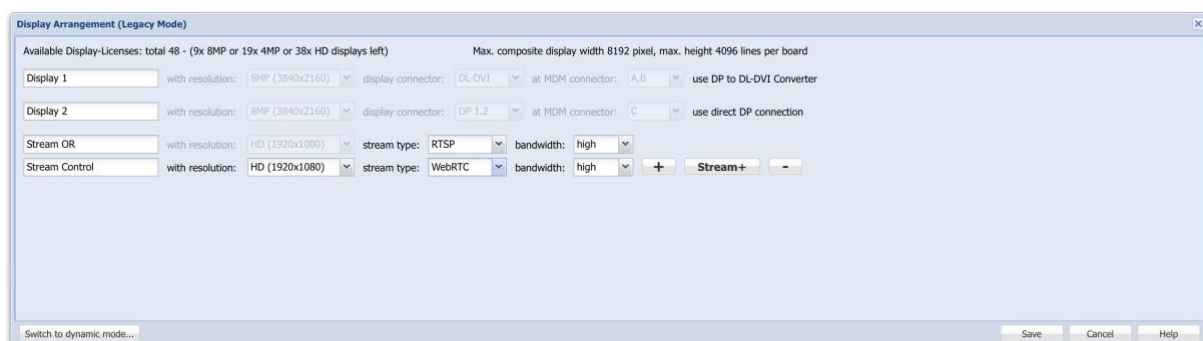 Display Arrangement (Legacy Mode)
Available Display-Licenses: total 48 - (9x 8MP or 19x 4MP or 38x HD displays left) Max. composite display width 8192 pixel, max. height 4096 lines per board
Display 1 with resolution: 8MP (3840x2160) display connector: DL-DVI at MDM connector: A,B use DP to DL-DVI Converter
Display 2 with resolution: 8MP (3840x2160) display connector: DP 1.2 at MDM connector: C use direct DP connection
Stream OR with resolution: HD (1920x1080) stream type: RTSP bandwidth: high
Stream Control with resolution: HD (1920x1080) stream type: WebRTC bandwidth: high + Stream+ -
Switch to dynamic mode... Save Cancel Help